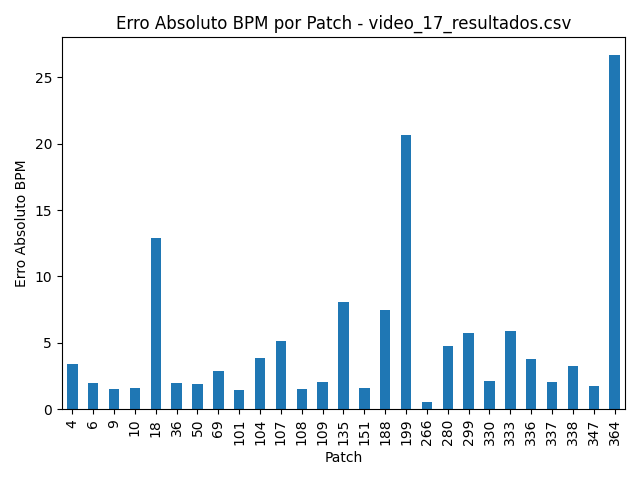 Erro Absoluto BPM por Patch - video_17_resultados.csv
Erro Absoluto BPM
25
20
15
10
5
0
4 6 9 10 18 36 50 69 101 104 107 108 109 135 151 188 199 266 280 299 330 333 336 337 338 347 364
Patch